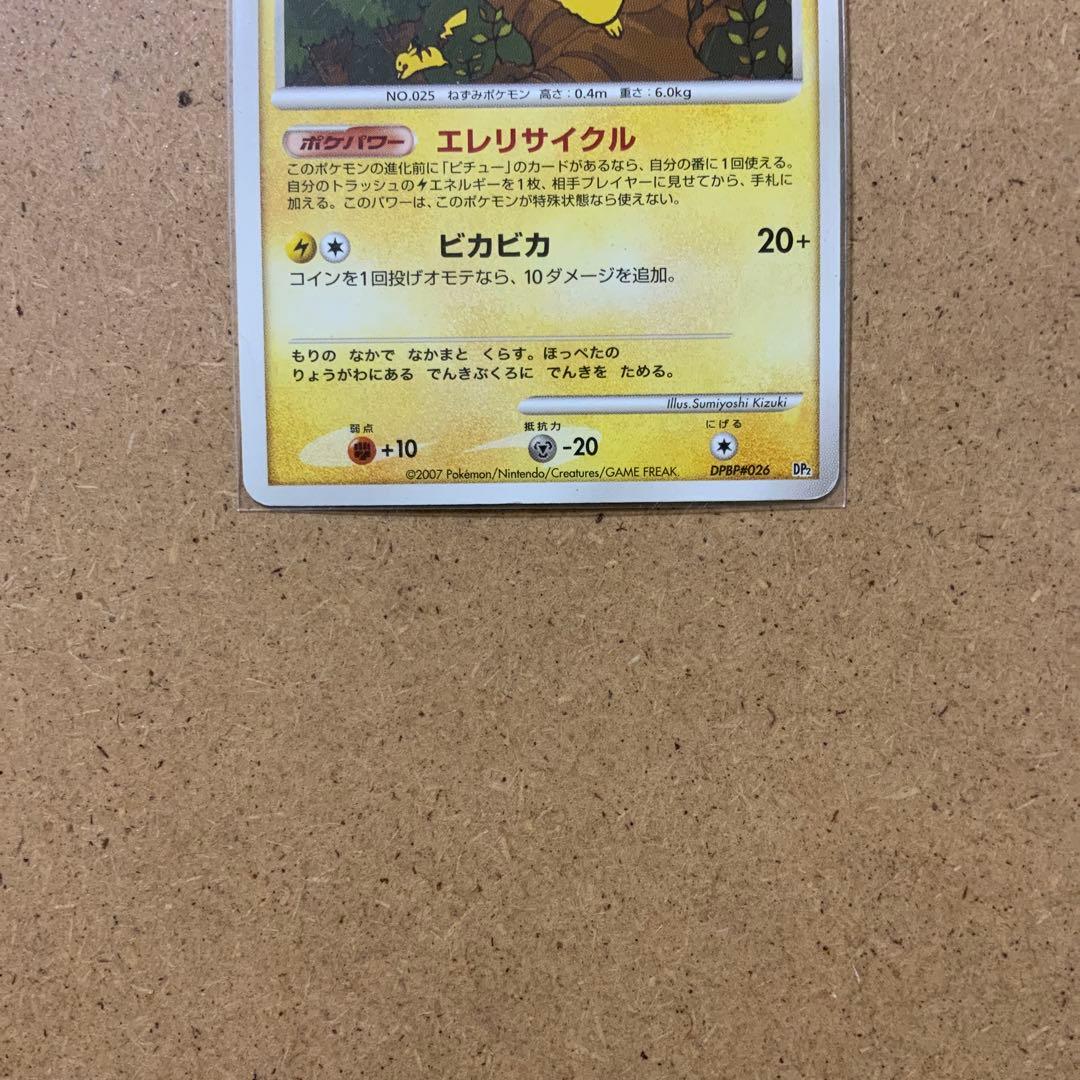 NO.025 ねずみポケモン 高さ:0.4m 重さ:6.0kg
ポケパワー エレリサイクル
このポケモンの進化前に「ピチュー」のカードがあるなら、自分の番に1回使える。
自分のトラッシュのエネルギーを1枚、相手プレイヤーに見せてから、手札に
加える。このパワーは、このポケモンが特殊状態なら使えない。
ビカビカ 20+
コインを1回投げオモテなら、10ダメージを追加。
もりの なかで なかまと くらす。ほっぺたの
りょうがわにある でんきぶくろに でんきを ためる。
Illus.Sumiyoshi Kizuki
弱点 抵抗力 にげる
+10 -20
©2007 Pokémon/Nintendo/Creatures/GAME FREAK. DPBP#026 DP2